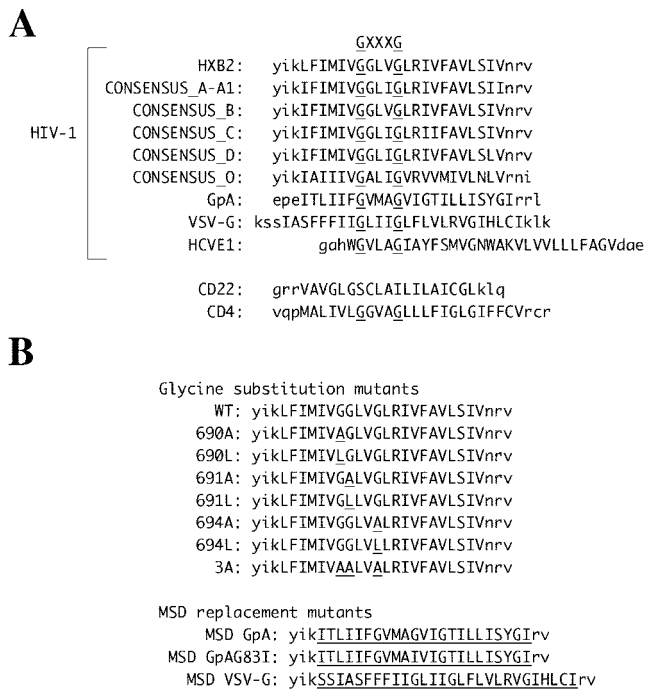 A
GXXXG
HXB2: yikLFIMIVGGLVGLRIVFAVLSIVnrv
CONSENSUS_A-A1: yikIFIMIVGGLIGLRIVFAVLSIInrv
CONSENSUS_B: yikIFIMIVGGLVGLRIVFAVLSIVnrv
HIV-1 CONSENSUS_C: yikIFIMIVGGLIGLRIIFAVLSIVnrv
CONSENSUS_D: yikIFIMIVGGLIGLRIVFAVLSLVnrv
CONSENSUS_O: yikIAIIIVGALIGVRVVMIVLNLVrni
GpA: epeITLIIFGVMAGVIGTILLISYGIrrl
VSV-G: kssIASFFFIIGLIIGLFLVLRVGIHLCIklk
HCVE1: gahWGVLAGIAYFSMVGNWAKVLVVLLLFAGVdae
CD22: grrVAVGLGSCLAILILAICGLklq
CD4: vqpMALIVLGGVAGLLLFIGLGIFFCVrcr
B
Glycine substitution mutants
WT: yikLFIMIVGGLVGLRIVFAVLSIVnrv
690A: yikLFIMIVAGLVGLRIVFAVLSIVnrv
690L: yikLFIMIVLGLVGLRIVFAVLSIVnrv
691A: yikLFIMIVGALVGLRIVFAVLSIVnrv
691L: yikLFIMIVGLLVGLRIVFAVLSIVnrv
694A: yikLFIMIVGGLVALRIVFAVLSIVnrv
694L: yikLFIMIVGGLVLLRIVFAVLSIVnrv
3A: yikLFIMIVAALVALRIVFAVLSIVnrv
MSD replacement mutants
MSD GpA: yikITLIIFGVMAGVIGTILLISYGIrv
MSD GpAG83I: yikITLIIFGVMAIVIGTILLISYGIrv
MSD VSV-G: yikSSIASFFFIIGLIIGLFLVLRVGIHLCIrv